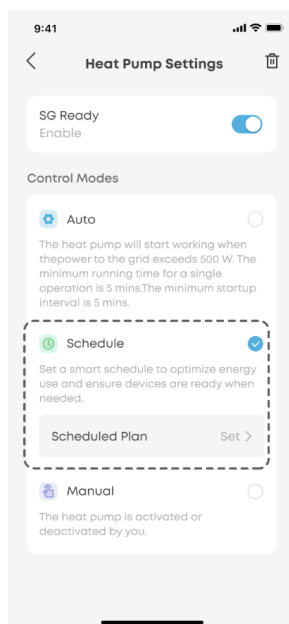 9:41
Heat Pump Settings
SG Ready
Enable
Control Modes
Auto
The heat pump will start working when
thepower to the grid exceeds 500 W. The
minimum running time for a single
operation is 5 mins.The minimum startup
interval is 5 mins.
Schedule
Set a smart schedule to optimize energy
use and ensure devices are ready when
needed.
Scheduled Plan Set >
Manual
The heat pump is activated or
deactivated by you.